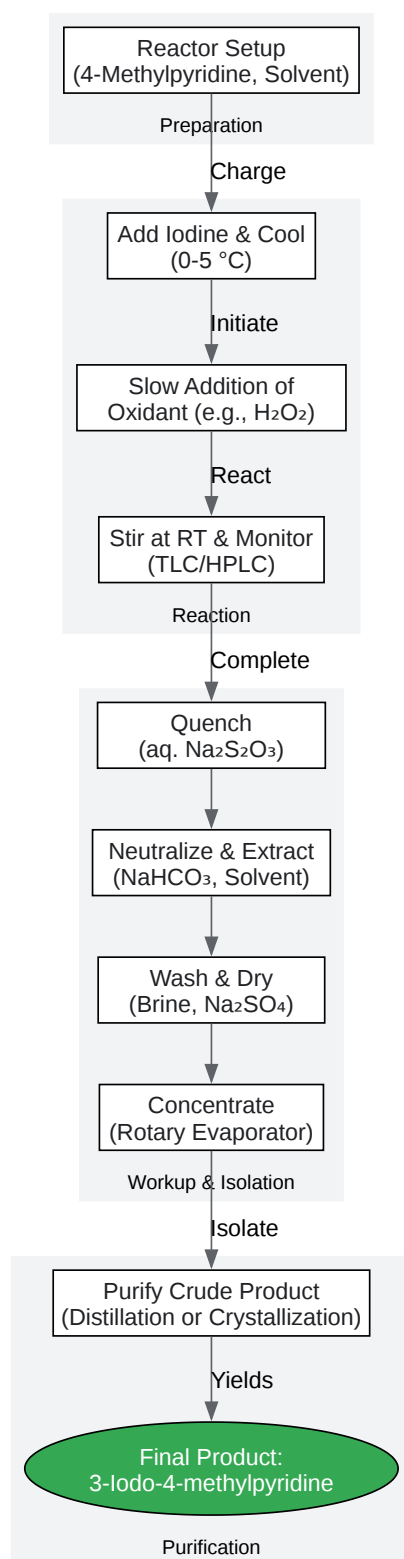 Reactor Setup
(4-Methylpyridine, Solvent)
Preparation
Charge
Add Iodine & Cool
(0-5 °C)
Initiate
Slow Addition of
Oxidant (e.g., H₂O₂)
React
Stir at RT & Monitor
(TLC/HPLC)
Reaction
Complete
Quench
(aq. Na₂S₂O₃)
Neutralize & Extract
(NaHCO₃, Solvent)
Wash & Dry
(Brine, Na₂SO₄)
Concentrate
(Rotary Evaporator)
Workup & Isolation
Isolate
Purify Crude Product
(Distillation or Crystallization)
Yields
Final Product:
3-Iodo-4-methylpyridine
Purification